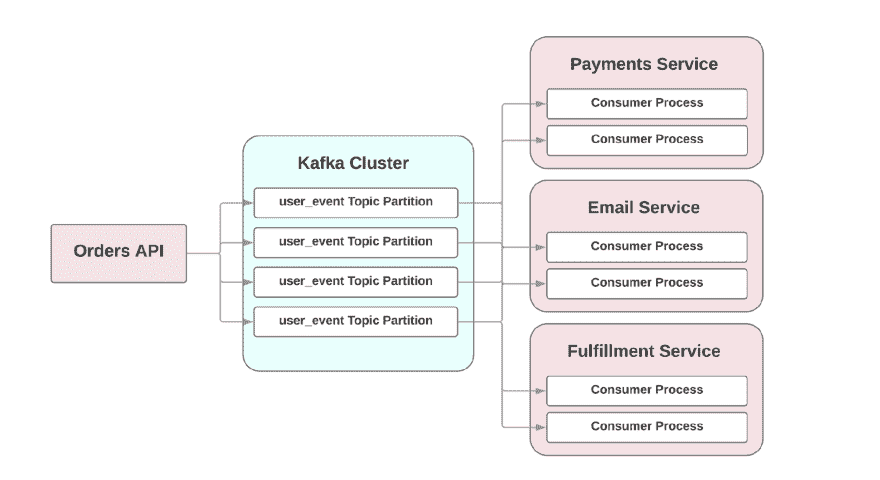 Orders API
Kafka Cluster
user_event Topic Partition
user_event Topic Partition
user_event Topic Partition
user_event Topic Partition
Payments Service
Consumer Process
Consumer Process
Email Service
Consumer Process
Consumer Process
Fulfillment Service
Consumer Process
Consumer Process